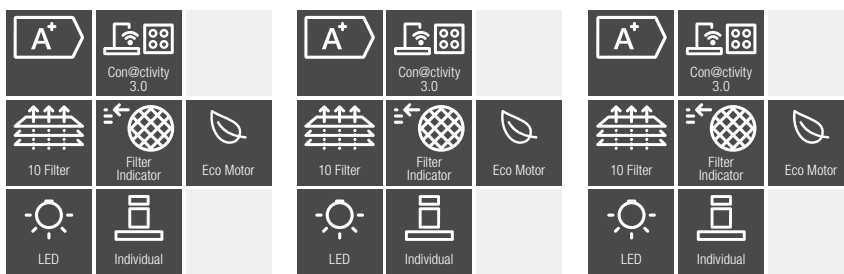 A+
Con@ctivity
3.0
10 Filter
Filter
Indicator
Eco Motor
LED
Individual
A+
Con@ctivity
3.0
10 Filter
Filter
Indicator
Eco Motor
LED
Individual
A+
Con@ctivity
3.0
10 Filter
Filter
Indicator
Eco Motor
LED
Individual